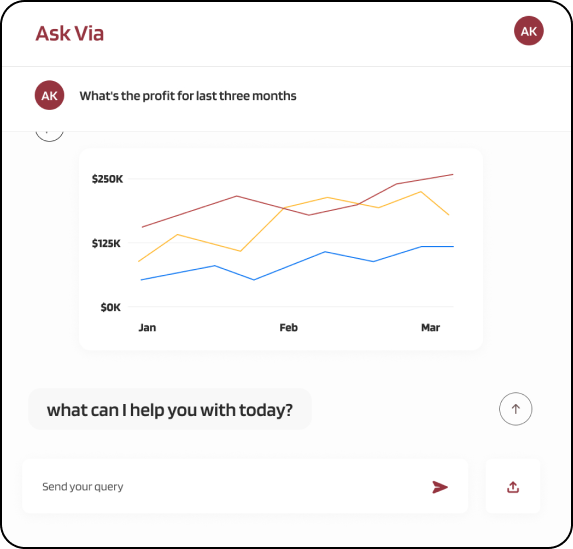 Ask Via
AK
AK
What's the profit for last three months
$250K
$125K
$0K
Jan
Feb
Mar
what can I help you with today?
Send your query